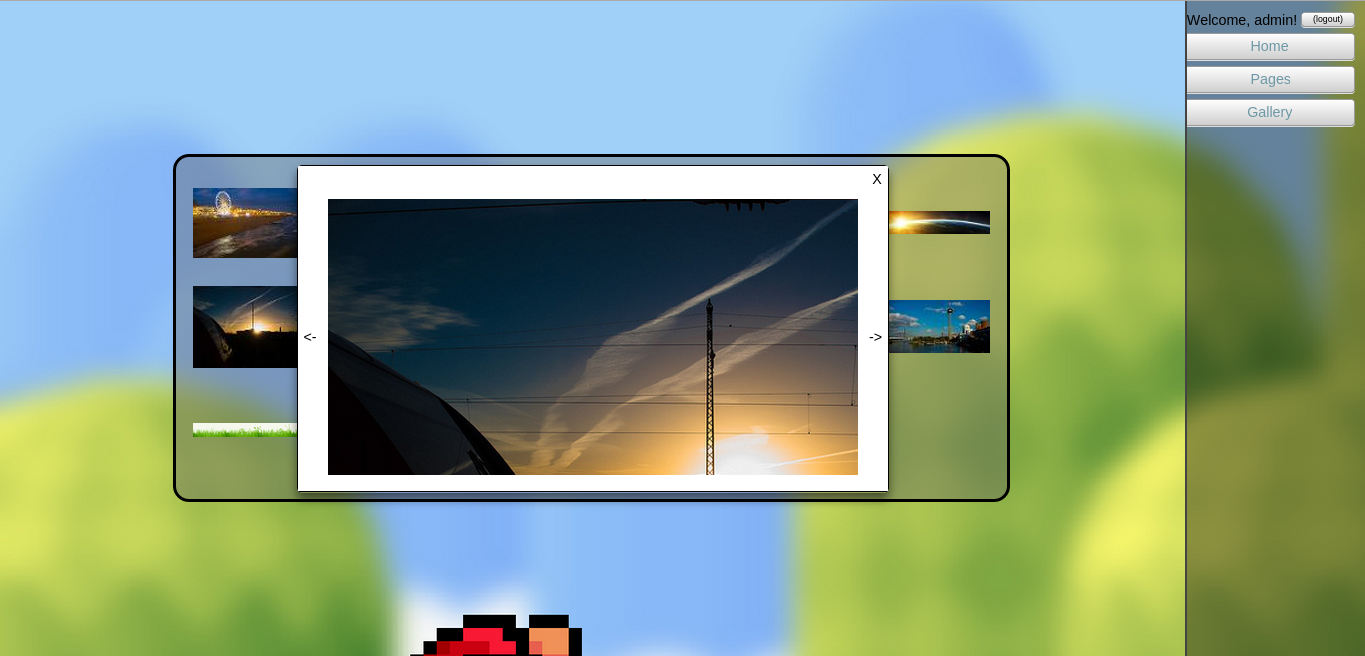 Welcome, admin! (logout)
Home
Pages
Gallery
X
<- ->